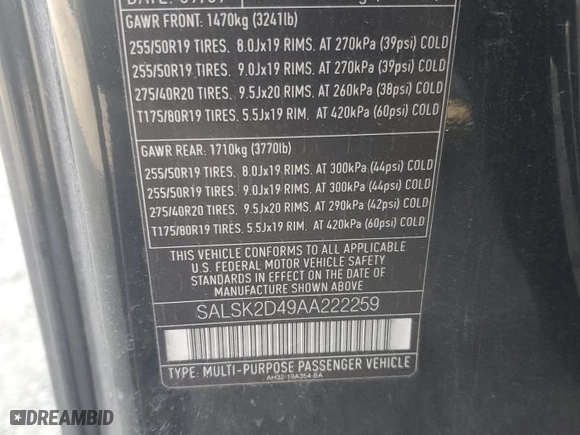 GAWR FRONT: 1470kg (3241lb)
255/50R19 TIRES. 8.0Jx19 RIMS. AT 270kPa (39psi) COLD
255/50R19 TIRES. 9.0Jx19 RIMS. AT 270kPa (39psi) COLD
275/40R20 TIRES. 9.5Jx20 RIMS. AT 260kPa (38psi) COLD
T175/80R19 TIRES. 5.5Jx19 RIM. AT 420kPa (60psi) COLD
GAWR REAR: 1710kg (3770lb)
255/50R19 TIRES. 8.0Jx19 RIMS. AT 300kPa (44psi) COLD
255/50R19 TIRES. 9.0Jx19 RIMS. AT 300kPa (44psi) COLD
275/40R20 TIRES. 9.5Jx20 RIMS. AT 290kPa (42psi) COLD
T175/80R19 TIRES. 5.5Jx19 RIM. AT 420kPa (60psi) COLD
THIS VEHICLE CONFORMS TO ALL APPLICABLE
U.S. FEDERAL MOTOR VEHICLE SAFETY
STANDARDS IN EFFECT ON THE DATE OF
MANUFACTURE SHOWN ABOVE.
SALSK2D49AA222259
TYPE: MULTI-PURPOSE PASSENGER VEHICLE
AH32-19A354-BA
DREAMBID